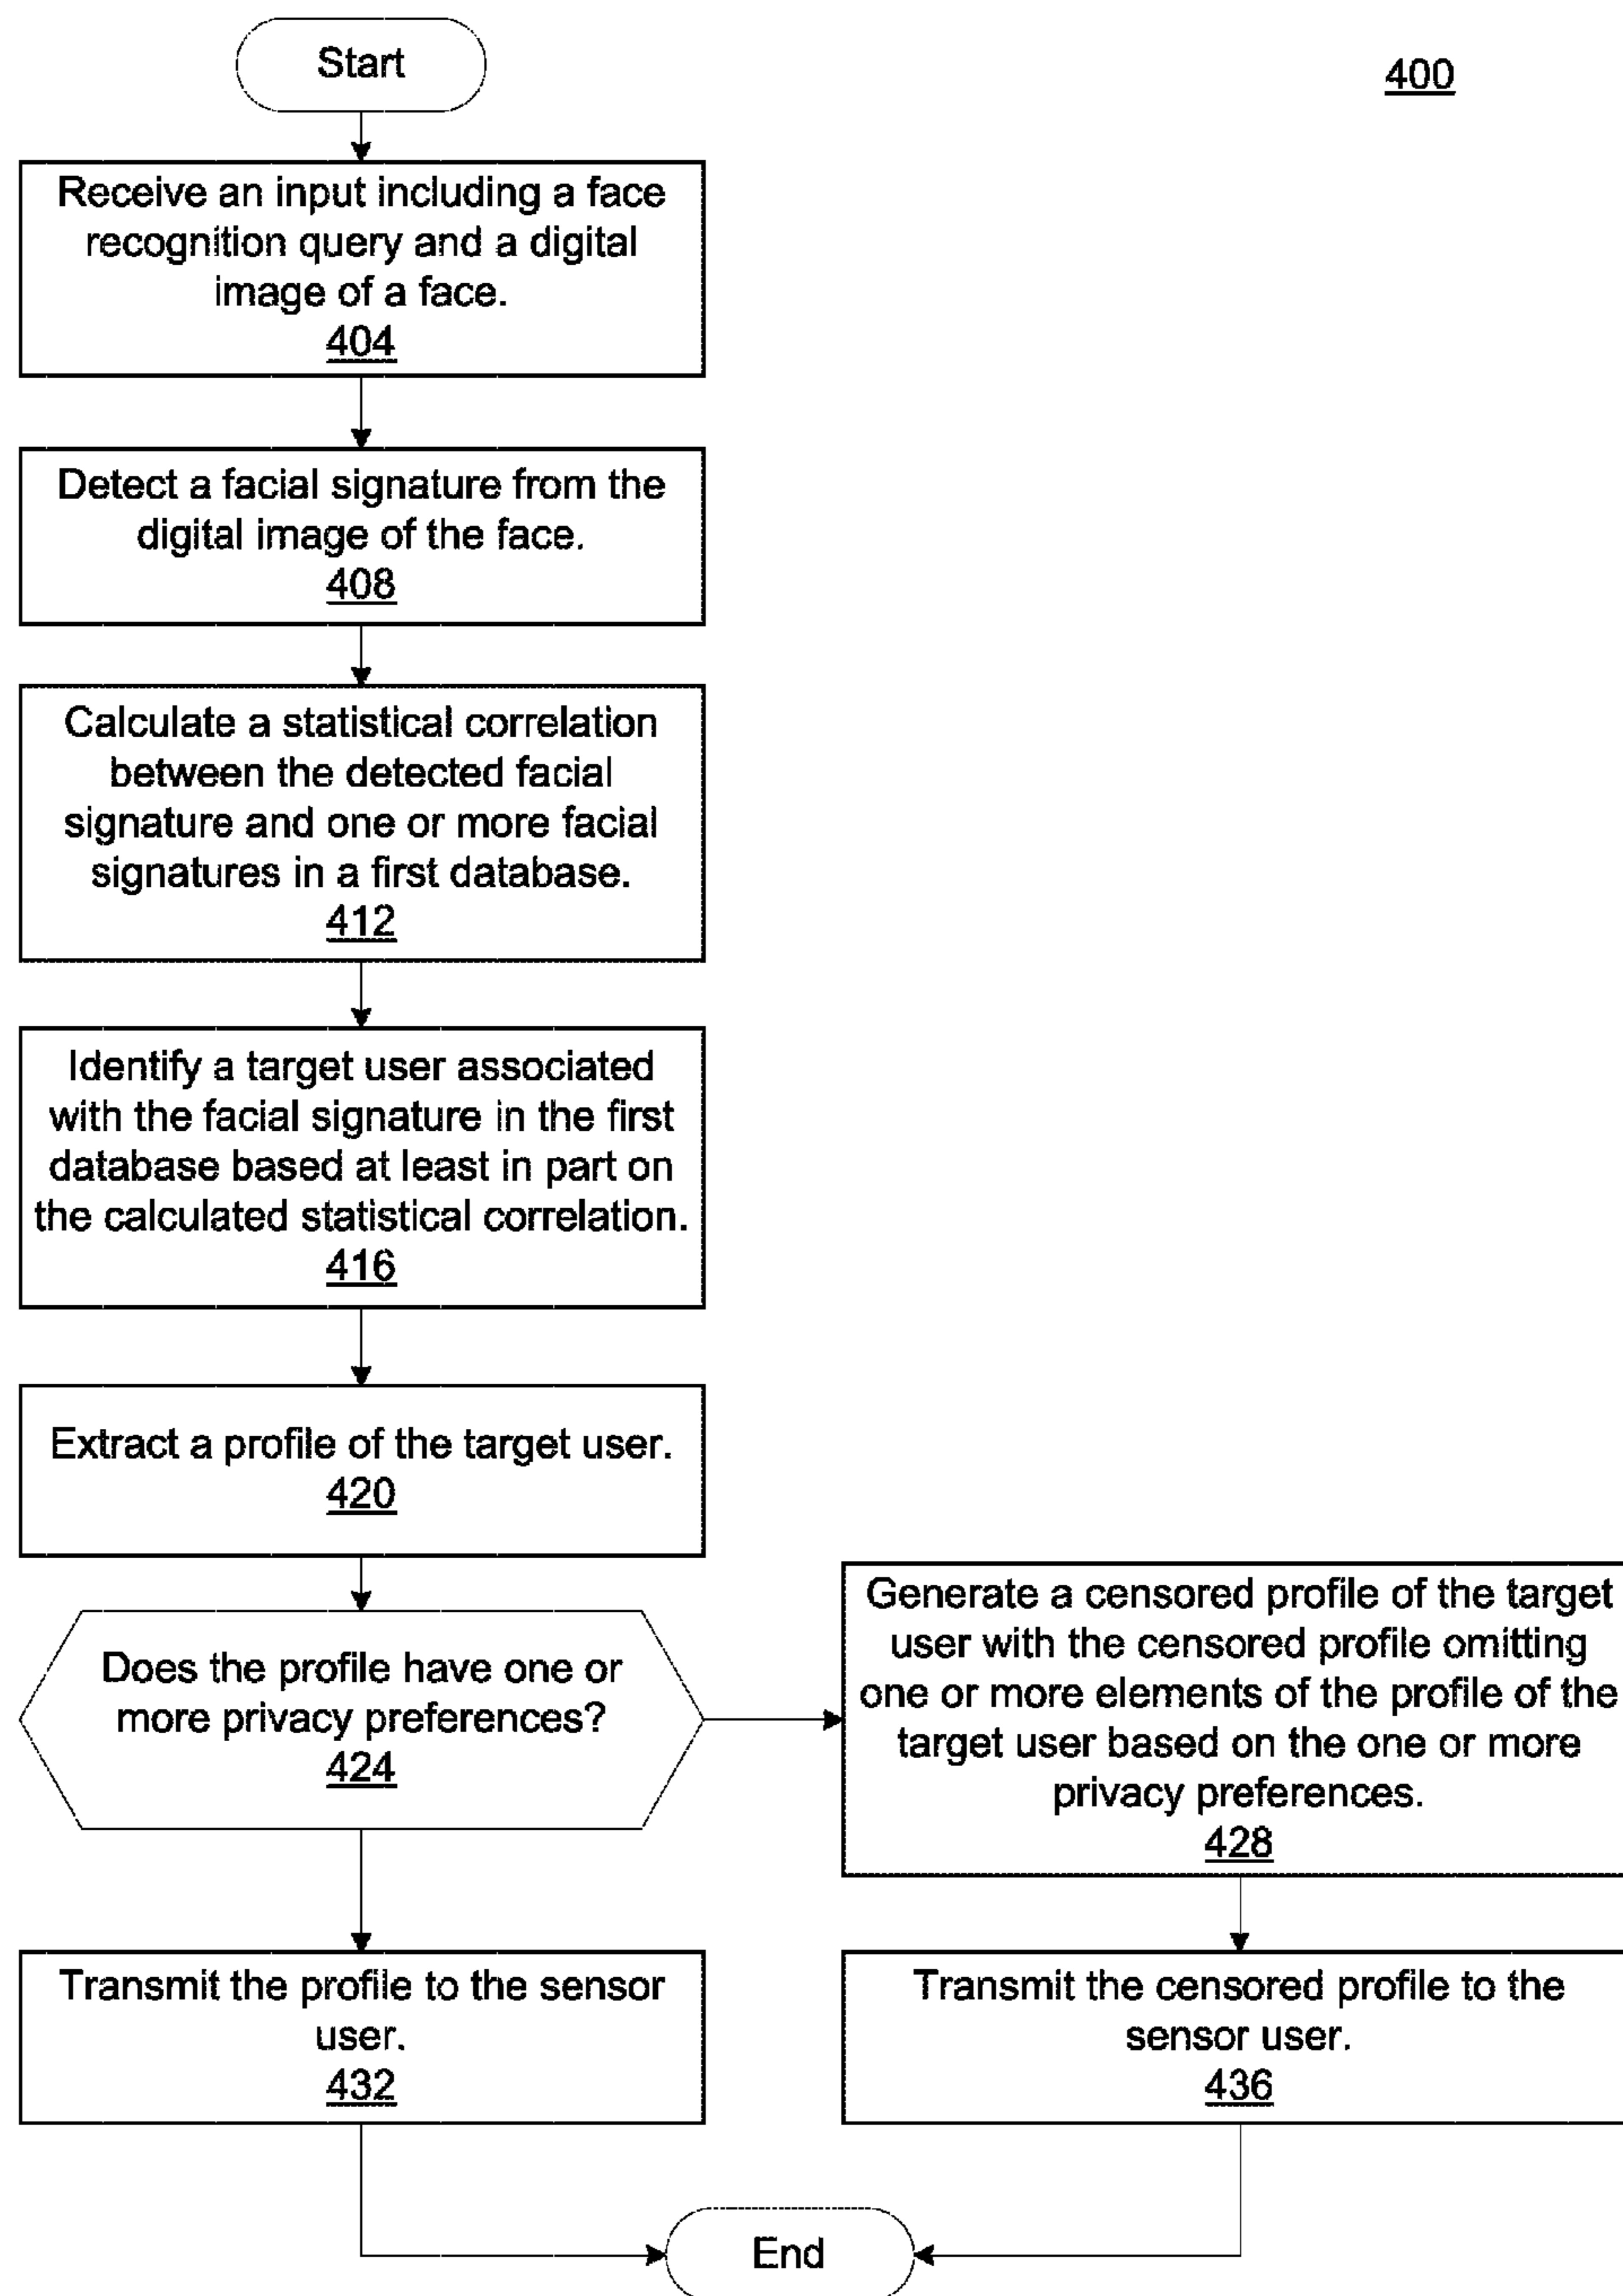 Start
400
Receive an input including a face
recognition query and a digital
image of a face.
404
Detect a facial signature from the
digital image of the face.
408
Calculate a statistical correlation
between the detected facial
signature and one or more facial
signatures in a first database.
412
Identify a target user associated
with the facial signature in the first
database based at least in part on
the calculated statistical correlation.
416
Extract a profile of the target user.
420
Does the profile have one or
more privacy preferences?
424
Generate a censored profile of the target
user with the censored profile omitting
one or more elements of the profile of the
target user based on the one or more
privacy preferences.
428
Transmit the profile to the sensor
user.
432
Transmit the censored profile to the
sensor user.
436
End